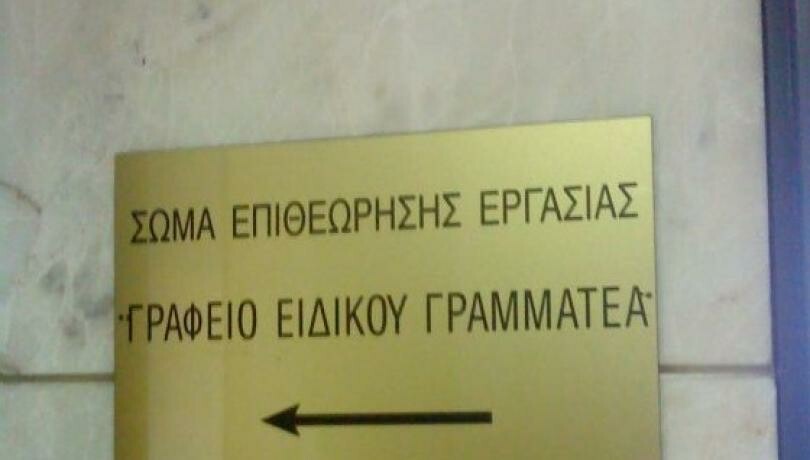 ΣΩΜΑ ΕΠΙΘΕΩΡΗΣΗΣ ΕΡΓΑΣΙΑΣ
ΓΡΑΦΕΙΟ ΕΙΔΙΚΟΥ ΓΡΑΜΜΑΤΕΑ